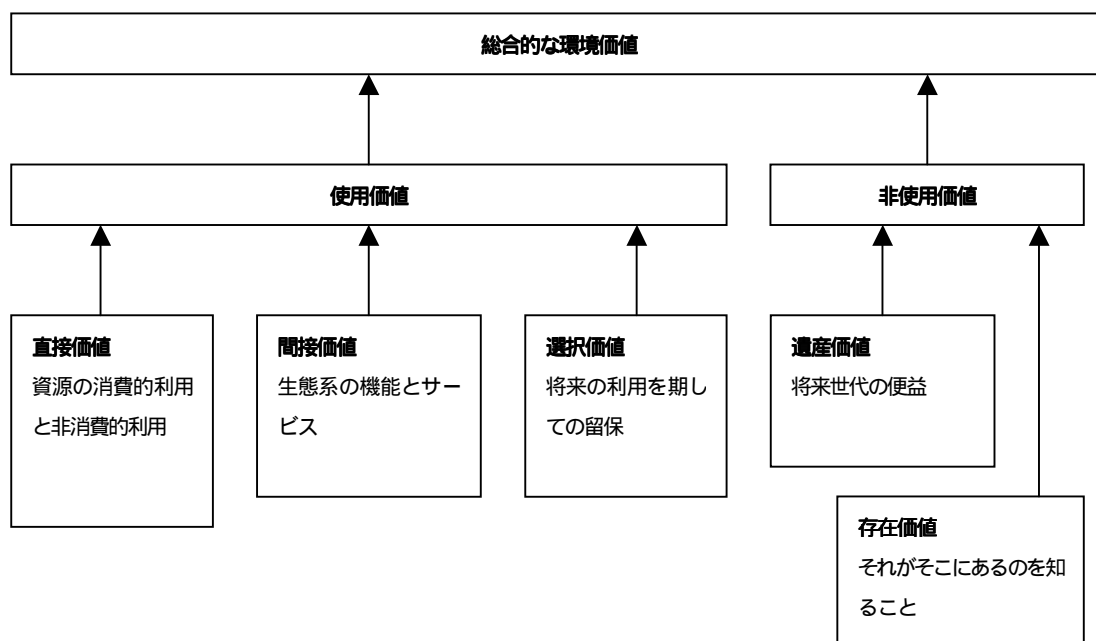 総合的な環境価値
使用価値
非使用価値
直接価値
資源の消費的利用
と非消費的利用
間接価値
生態系の機能とサー
ビス
選択価値
将来の利用を期し
ての留保
遺産価値
将来世代の便益
存在価値
それがそこにあるのを知
ること